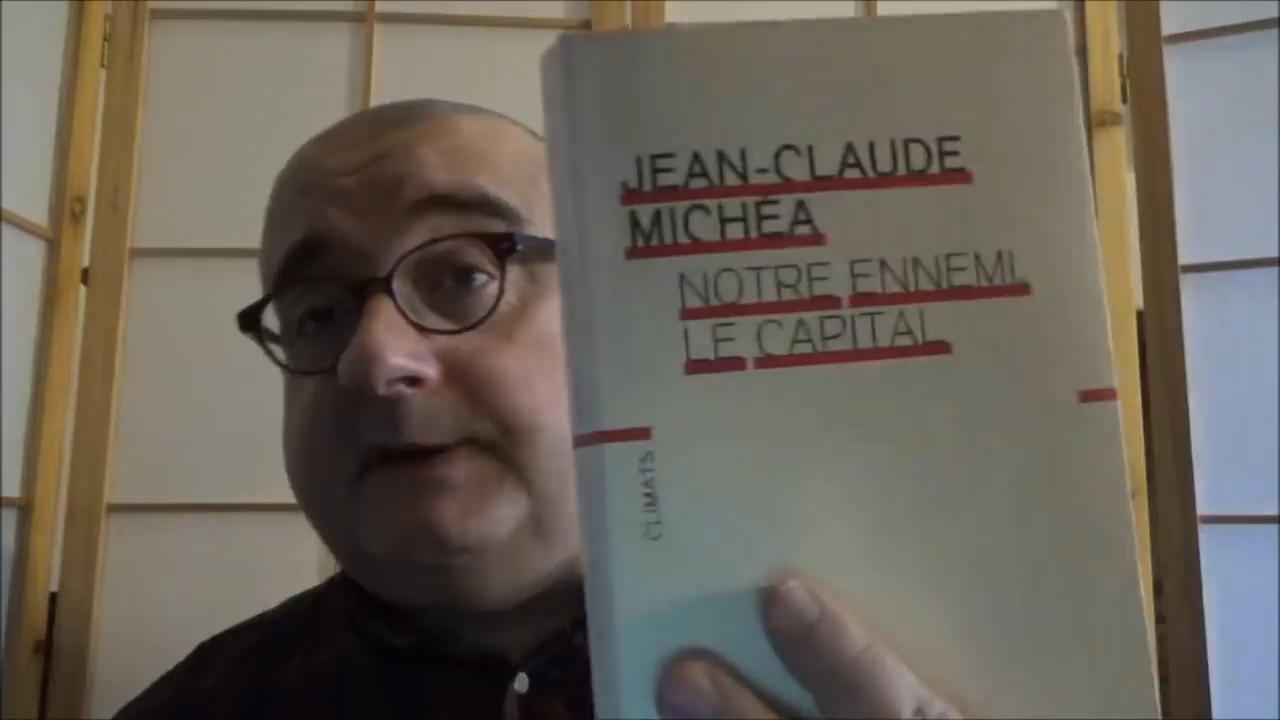 JEAN-CLAUDE
MICHÉA
NOTRE ENNEMI
LE CAPITAL
CLIMATS